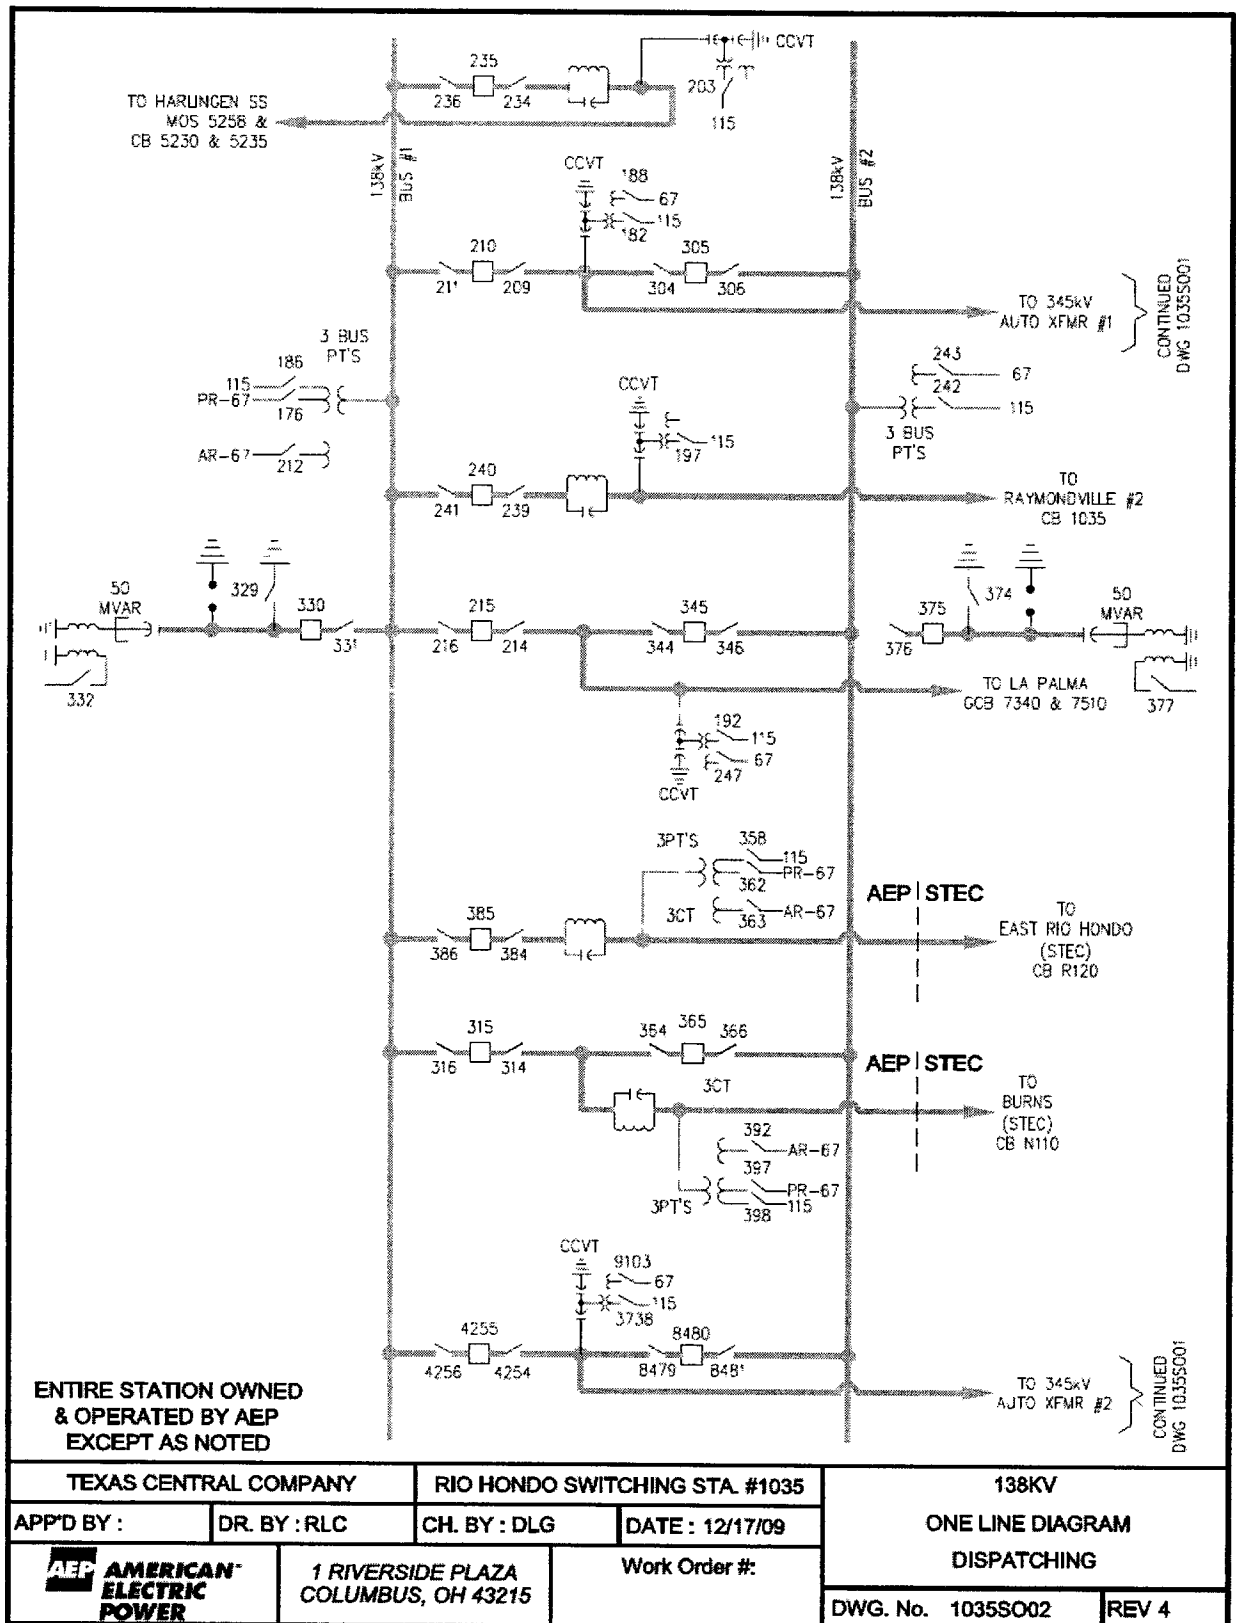 CCVT
235
236
234
203
115
TO HARLINGEN SS
MOS 5258 &
CB 5230 & 5235
138kV
BUS #1
138kV
BUS #2
CCVT
188
67
115
182
210
211
209
305
304
306
TO 345kV
AUTO XFMR #1
CONTINUED
DWG 1035SO01
3 BUS
PT'S
186
115
PR-67
176
AR-67
212
243
67
242
115
3 BUS
PT'S
CCVT
115
197
240
241
239
TO
RAYMONDVILLE #2
CB 1035
50
MVAR
329
330
331
332
215
216
214
345
344
346
374
375
376
50
MVAR
377
TO LA PALMA
GCB 7340 & 7510
192
115
67
247
CCVT
3PT'S
358
115
PR-67
362
3CT
363
AR-67
385
386
384
AEP | STEC
TO
EAST RIO HONDO
(STEC)
CB R120
315
316
314
364
365
366
AEP | STEC
3CT
TO
BURNS
(STEC)
CB N110
392
AR-67
397
PR-67
115
3PT'S
398
CCVT
9103
67
115
3738
4255
4256
4254
8480
8479
8481
TO 345kV
AUTO XFMR #2
CONTINUED
DWG 1035SO01
ENTIRE STATION OWNED
& OPERATED BY AEP
EXCEPT AS NOTED
TEXAS CENTRAL COMPANY
RIO HONDO SWITCHING STA. #1035
138KV
ONE LINE DIAGRAM
DISPATCHING
APP'D BY :
DR. BY : RLC
CH. BY : DLG
DATE : 12/17/09
AEP AMERICAN
ELECTRIC
POWER
1 RIVERSIDE PLAZA
COLUMBUS, OH 43215
Work Order #:
DWG. No. 1035SO02
REV 4